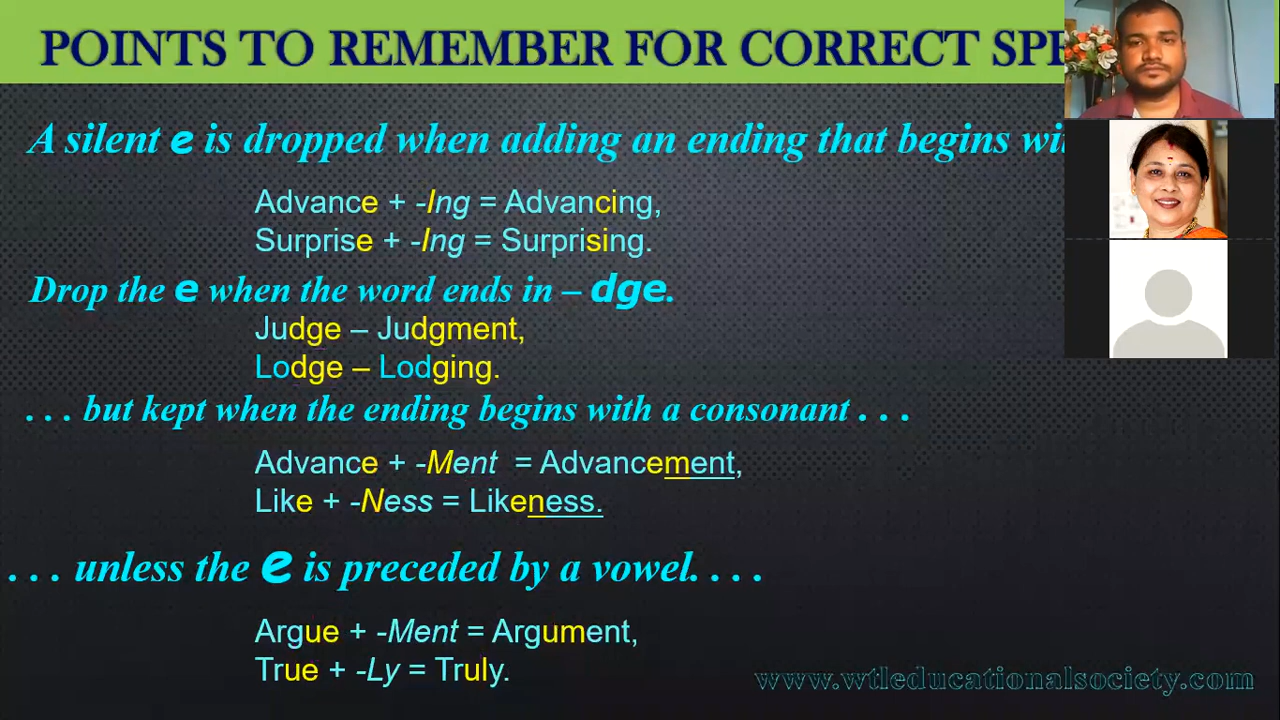 POINTS TO REMEMBER FOR CORRECT
A silent e is dropped when adding an ending that begins
Advance + -Ing = Advancing,
Surprise + -Ing = Surprising.
Drop the e when the word ends in – dge.
Judge – Judgment,
Lodge – Lodging.
. . . but kept when the ending begins with a consonant . . .
Advance + -Ment = Advancement,
Like + -Ness = Likeness.
. . . unless the e is preceded by a vowel. . . .
Argue + -Ment = Argument,
True + -Ly = Truly.
www.wtleducationalsociety.com